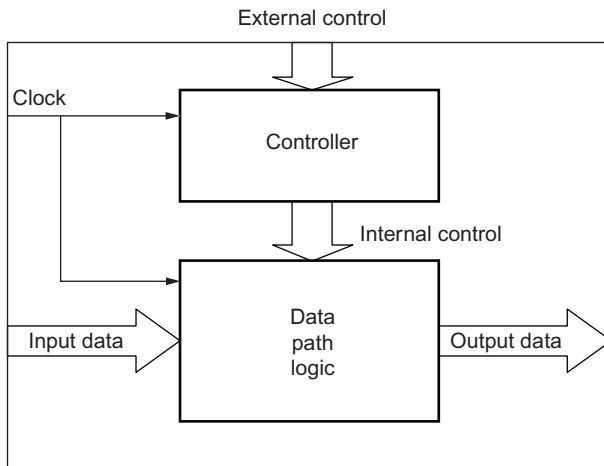 External control
Clock
Controller
Internal control
Data
path
logic
Input data
Output data